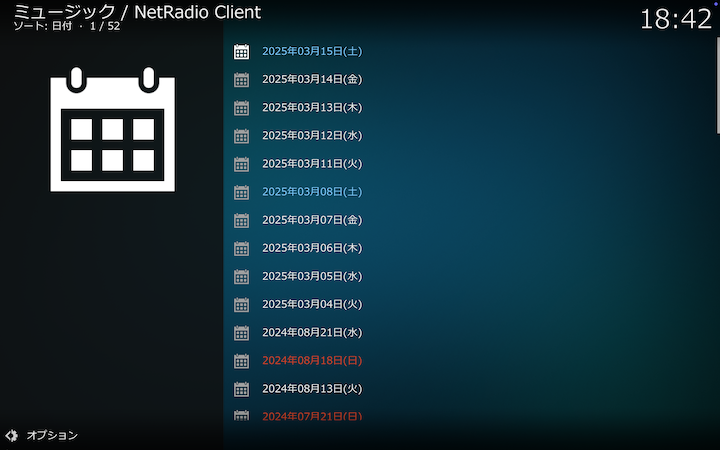 ミュージック / NetRadio Client
ソート: 日付 · 1 / 52
18:42
2025年03月15日(土)
2025年03月14日(金)
2025年03月13日(木)
2025年03月12日(水)
2025年03月11日(火)
2025年03月08日(土)
2025年03月07日(金)
2025年03月06日(木)
2025年03月05日(水)
2025年03月04日(火)
2024年08月21日(水)
2024年08月18日(日)
2024年08月13日(火)
2024年07月21日(日)
オプション